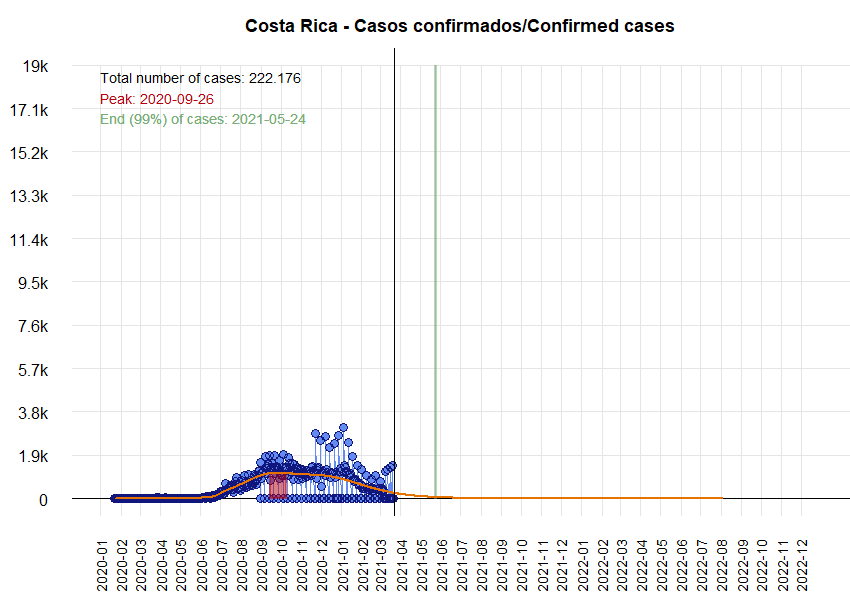 Costa Rica - Casos confirmados/Confirmed cases
19k
17.1k
15.2k
13.3k
11.4k
9.5k
7.6k
5.7k
3.8k
1.9k
0
Total number of cases: 222.176
Peak: 2020-09-26
End (99%) of cases: 2021-05-24
2020-01
2020-02
2020-03
2020-04
2020-05
2020-06
2020-07
2020-08
2020-09
2020-10
2020-11
2020-12
2021-01
2021-02
2021-03
2021-04
2021-05
2021-06
2021-07
2021-08
2021-09
2021-10
2021-11
2021-12
2022-01
2022-02
2022-03
2022-04
2022-05
2022-06
2022-07
2022-08
2022-09
2022-10
2022-11
2022-12